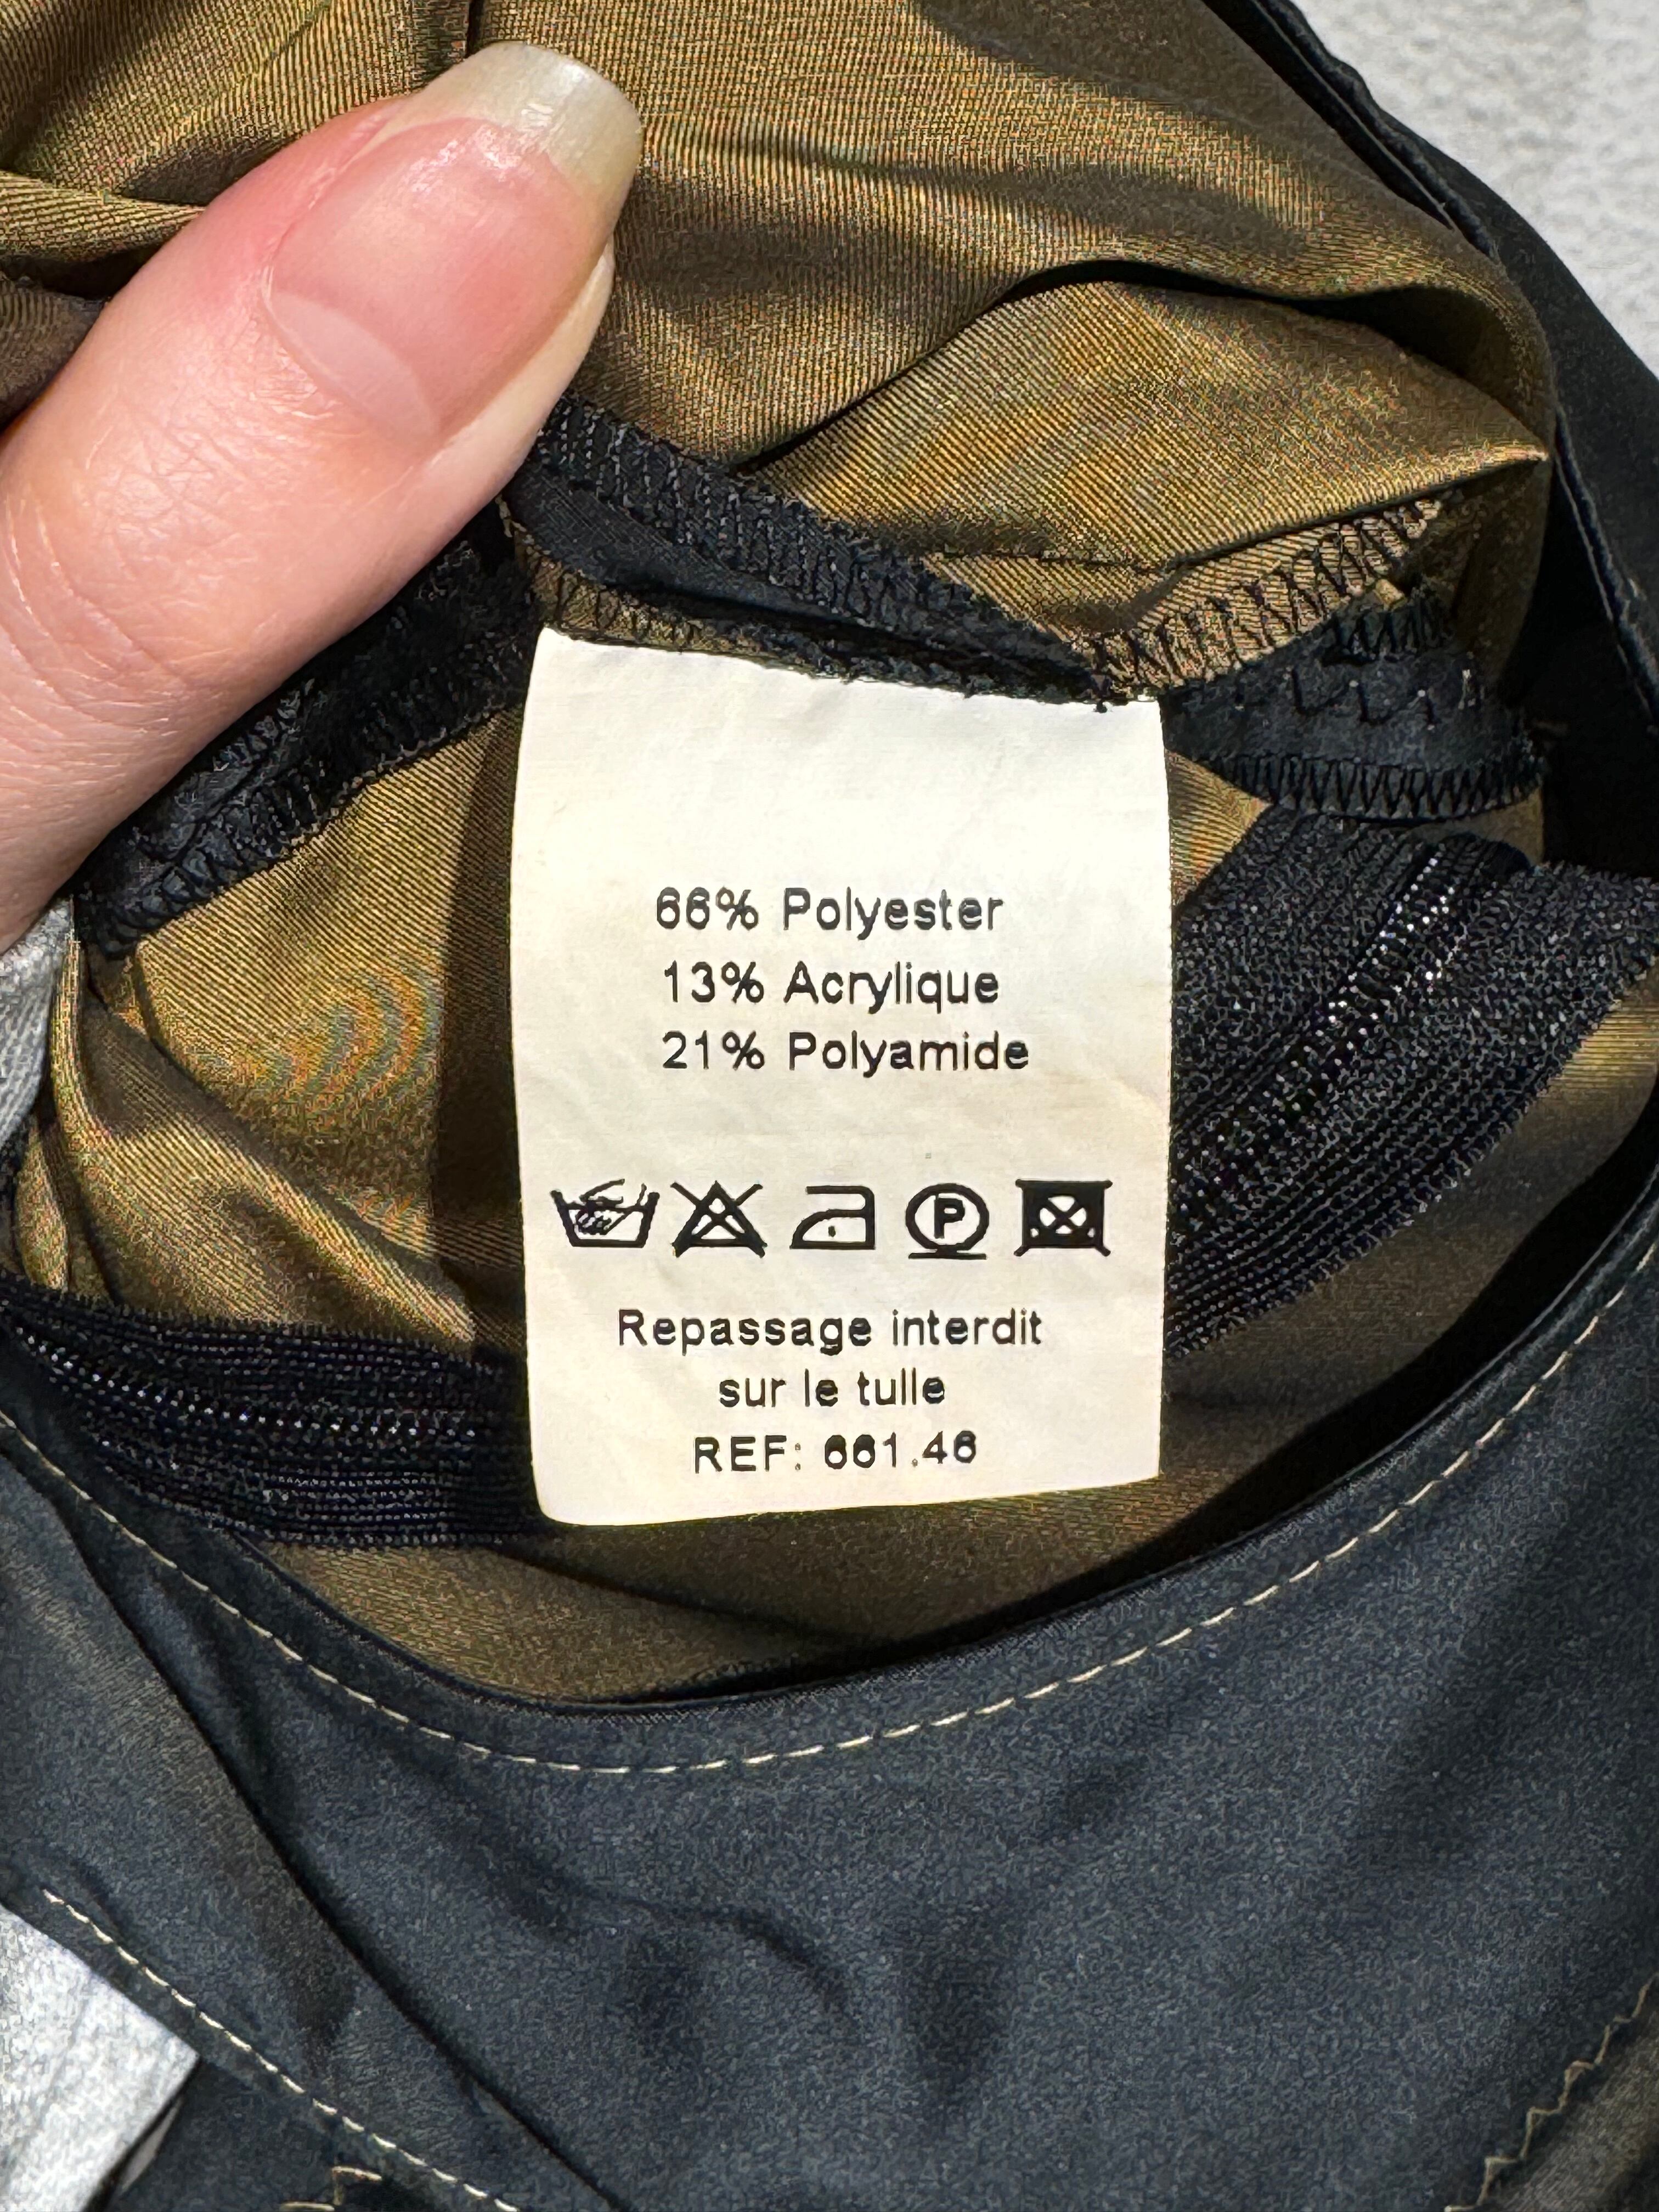 66% Polyester
13% Acrylique
21% Polyamide
P
Repassage interdit
sur le tulle
REF: 661.46